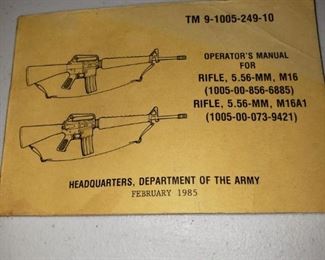 TM 9-1005-249-10
OPERATOR'S MANUAL
FOR
RIFLE, 5.56-MM, M16
(1005-00-856-6885)
RIFLE, 5.56-MM, M16A1
(1005-00-073-9421)
HEADQUARTERS, DEPARTMENT OF THE ARMY
FEBRUARY 1985